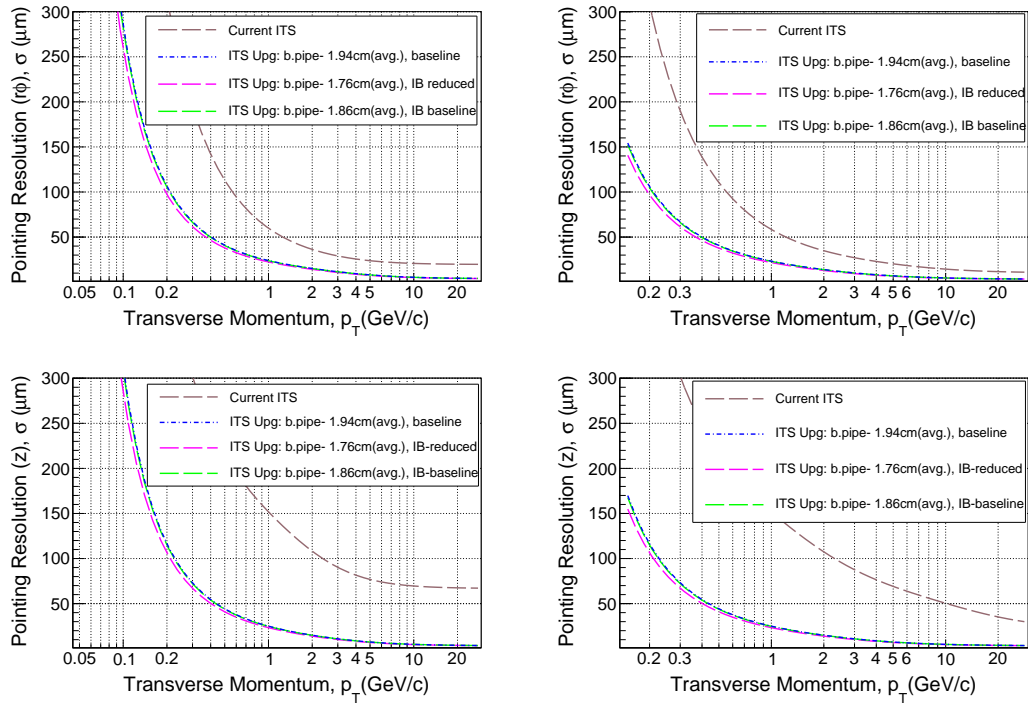 Pointing Resolution (rϕ), σ (μm)
300
250
200
150
100
50
Current ITS
ITS Upg: b.pipe- 1.94cm(avg.), baseline
ITS Upg: b.pipe- 1.76cm(avg.), IB reduced
ITS Upg: b.pipe- 1.86cm(avg.), IB baseline
0.05 0.1 0.2 1 2 3 4 5 10 20
Transverse Momentum, p_T(GeV/c)
Pointing Resolution (rϕ), σ (μm)
300
250
200
150
100
50
Current ITS
ITS Upg: b.pipe- 1.94cm(avg.), baseline
ITS Upg: b.pipe- 1.76cm(avg.), IB reduced
ITS Upg: b.pipe- 1.86cm(avg.), IB baseline
0.2 0.3 1 2 3 4 5 6 10 20
Transverse Momentum, p_T(GeV/c)
Pointing Resolution (z), σ (μm)
300
250
200
150
100
50
Current ITS
ITS Upg: b.pipe- 1.94cm(avg.), baseline
ITS Upg: b.pipe- 1.76cm(avg.), IB-reduced
ITS Upg: b.pipe- 1.86cm(avg.), IB-baseline
0.05 0.1 0.2 1 2 3 4 5 10 20
Transverse Momentum, p_T(GeV/c)
Pointing Resolution (z), σ (μm)
300
250
200
150
100
50
Current ITS
ITS Upg: b.pipe- 1.94cm(avg.), baseline
ITS Upg: b.pipe- 1.76cm(avg.), IB-reduced
ITS Upg: b.pipe- 1.86cm(avg.), IB-baseline
0.2 0.3 1 2 3 4 5 6 10 20
Transverse Momentum, p_T(GeV/c)